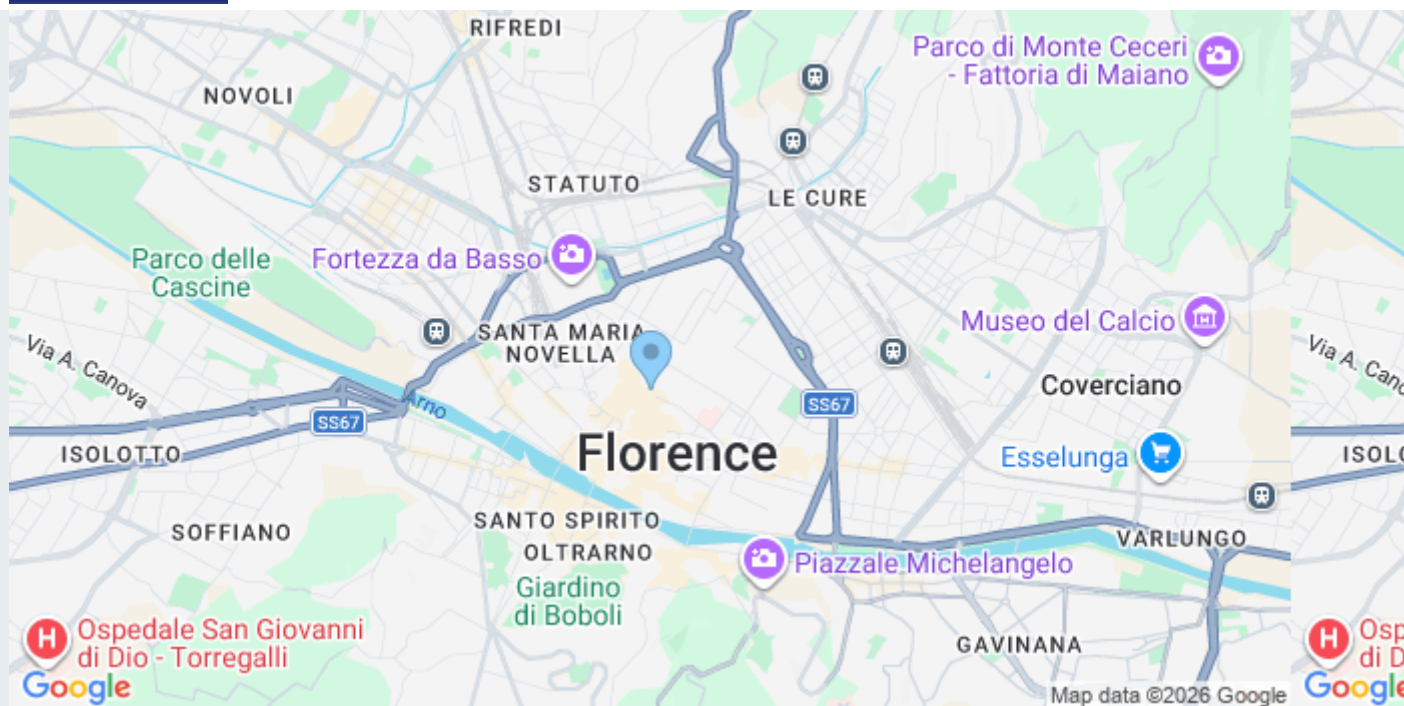 RIFREDI
Parco di Monte Ceceri
- Fattoria di Maiano
NOVOLI
STATUTO
LE CURE
Parco delle
Cascine
Fortezza da Basso
SANTA MARIA
NOVELLA
Museo del Calcio
Via A. Canova
Via A. Cano
Arno
Coverciano
SS67
SS67
ISOLOTTO
Florence
Esselunga
ISOLO
SOFFIANO
SANTO SPIRITO
OLTRARNO
VARLUNGO
Piazzale Michelangelo
Giardino
di Boboli
GAVINANA
Ospedale San Giovanni
di Dio - Torregalli
Osp
di D
Google
Map data ©2026 Google
Google